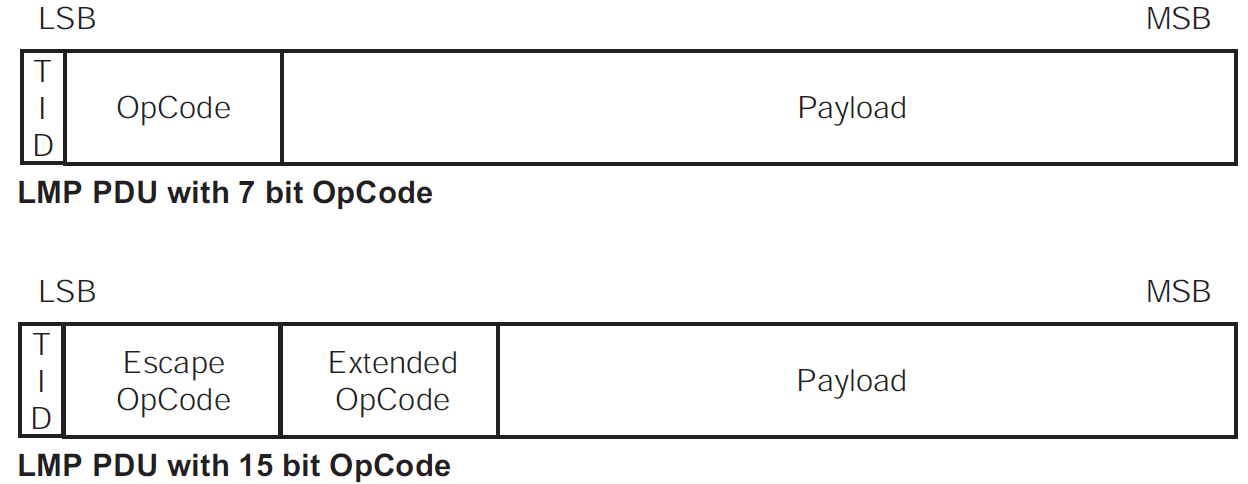 LSB MSB
TID OpCode Payload
LMP PDU with 7 bit OpCode
LSB MSB
TID Escape OpCode Extended OpCode Payload
LMP PDU with 15 bit OpCode